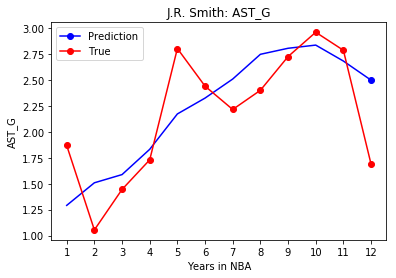 J.R. Smith: AST_G
Prediction
True
3.00
2.75
2.50
2.25
2.00
1.75
1.50
1.25
1.00
AST_G
1 2 3 4 5 6 7 8 9 10 11 12
Years in NBA